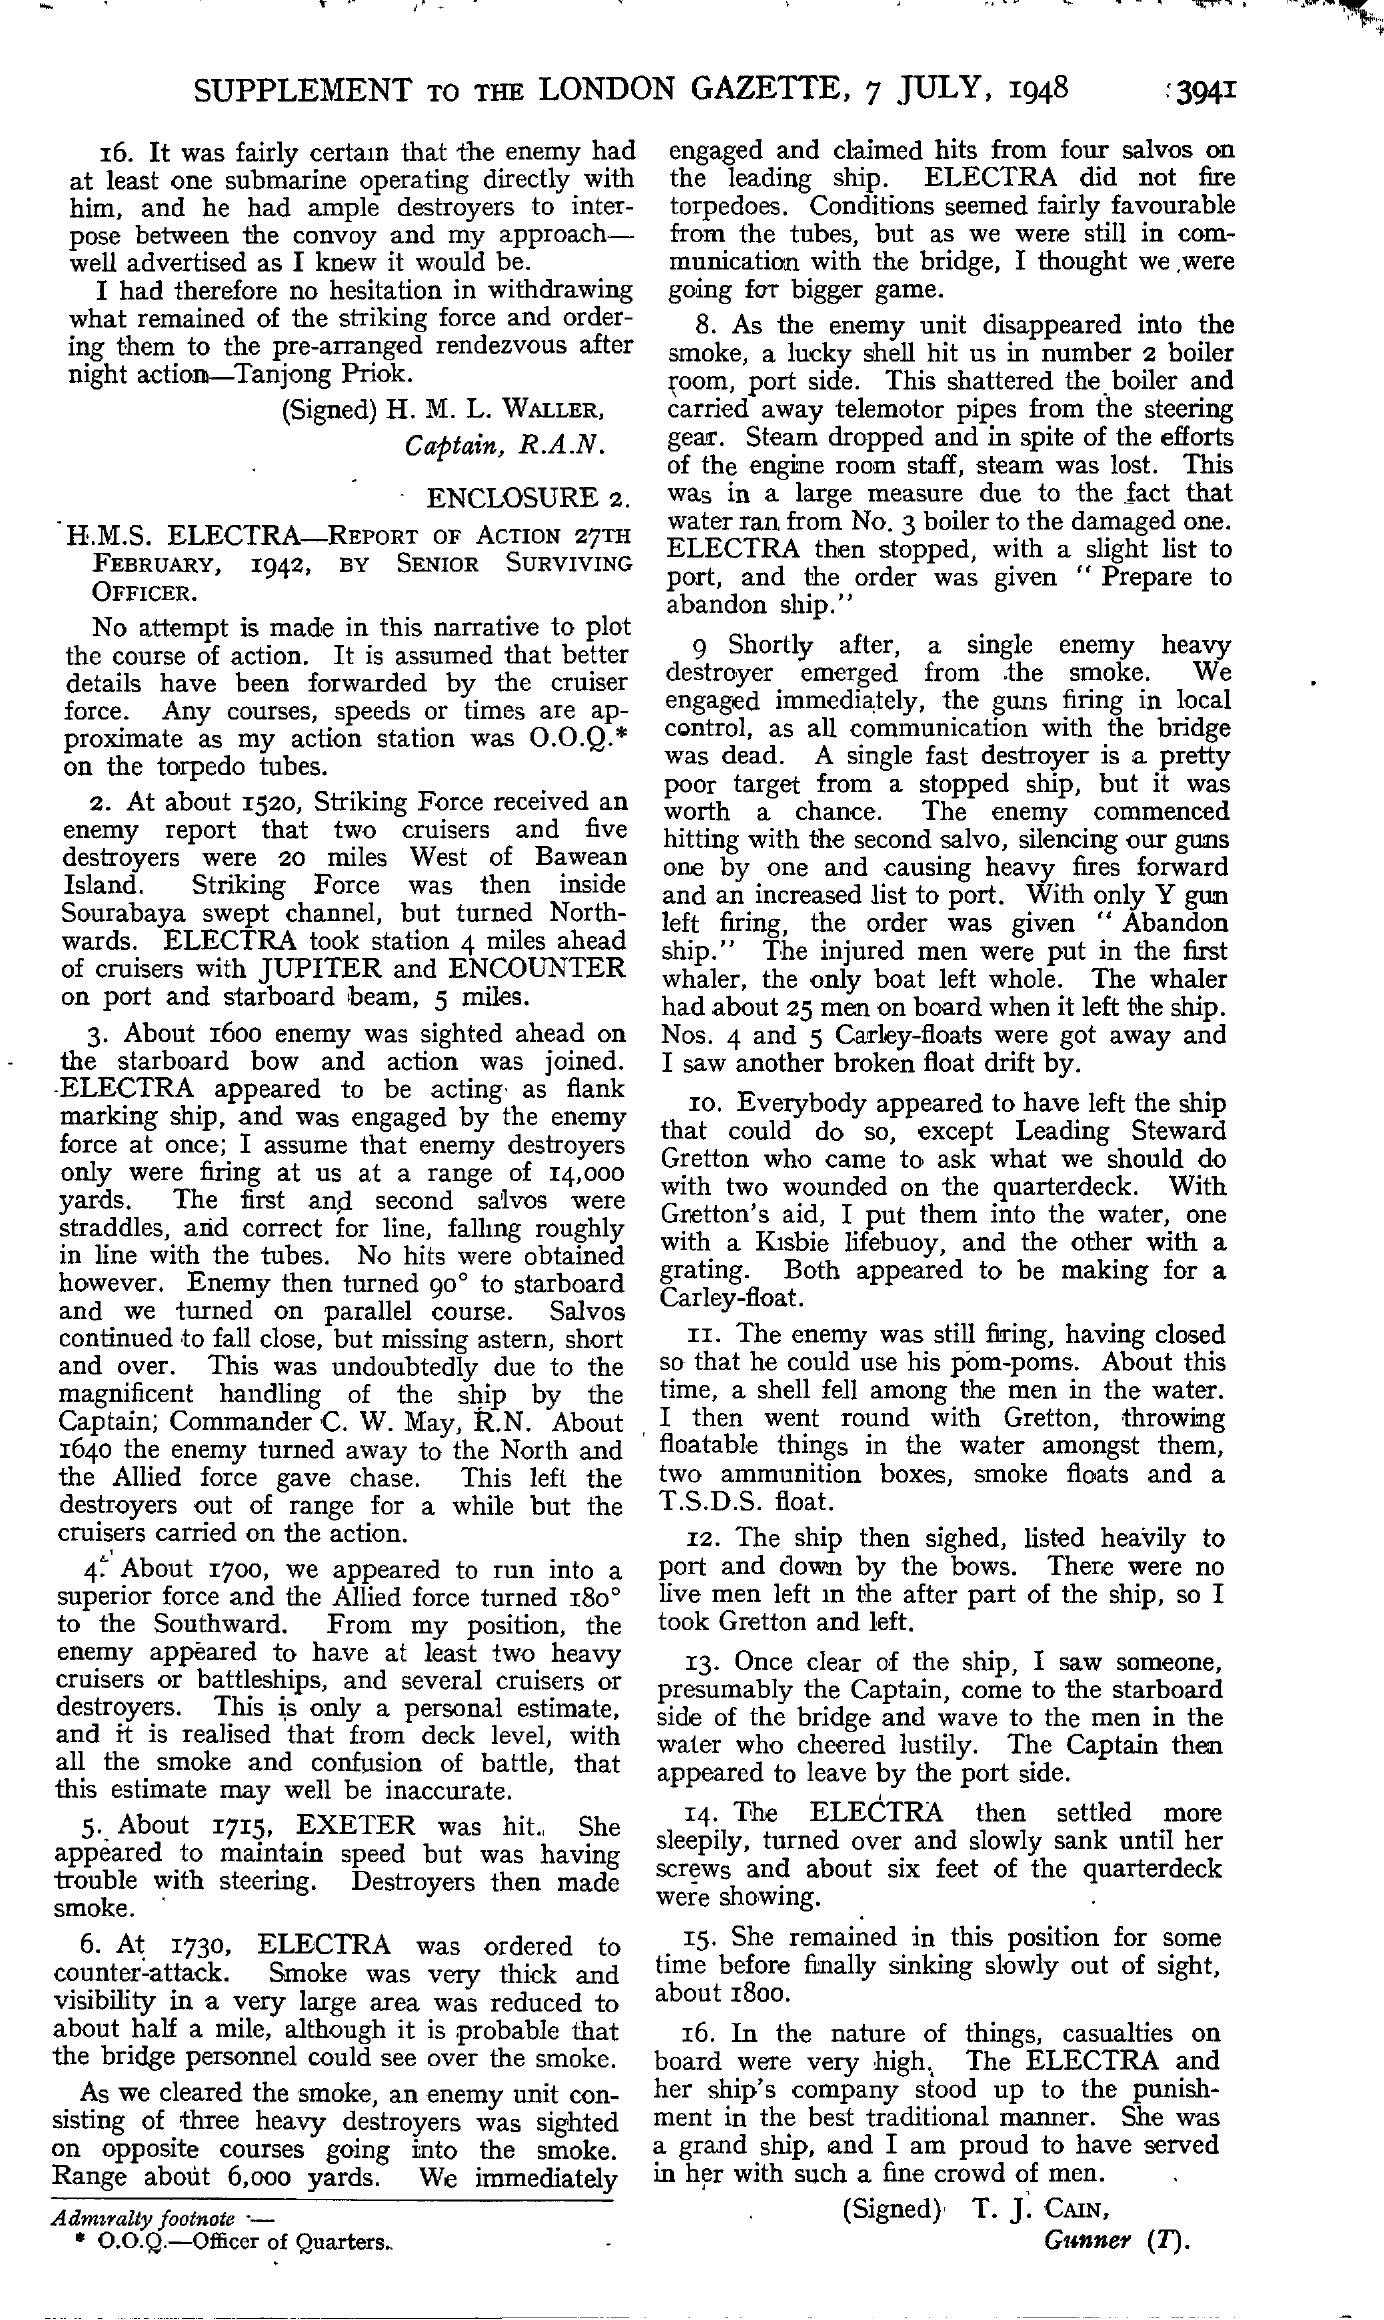 SUPPLEMENT TO THE LONDON GAZETTE, 7 JULY, 1948 3941
16. It was fairly certain that the enemy had
at least one submarine operating directly with
him, and he had ample destroyers to inter-
pose between the convoy and my approach—
well advertised as I knew it would be.
I had therefore no hesitation in withdrawing
what remained of the striking force and order-
ing them to the pre-arranged rendezvous after
night action—Tanjong Priok.
(Signed) H. M. L. WALLER,
Captain, R.A.N.
ENCLOSURE 2.
H.M.S. ELECTRA—REPORT OF ACTION 27TH
FEBRUARY, 1942, BY SENIOR SURVIVING
OFFICER.
No attempt is made in this narrative to plot
the course of action. It is assumed that better
details have been forwarded by the cruiser
force. Any courses, speeds or times are ap-
proximate as my action station was O.O.Q.*
on the torpedo tubes.
2. At about 1520, Striking Force received an
enemy report that two cruisers and five
destroyers were 20 miles West of Bawean
Island. Striking Force was then inside
Sourabaya swept channel, but turned North-
wards. ELECTRA took station 4 miles ahead
of cruisers with JUPITER and ENCOUNTER
on port and starboard beam, 5 miles.
3. About 1600 enemy was sighted ahead on
the starboard bow and action was joined.
ELECTRA appeared to be acting as flank
marking ship, and was engaged by the enemy
force at once; I assume that enemy destroyers
only were firing at us at a range of 14,000
yards. The first and second salvos were
straddles, and correct for line, falling roughly
in line with the tubes. No hits were obtained
however. Enemy then turned 90° to starboard
and we turned on parallel course. Salvos
continued to fall close, but missing astern, short
and over. This was undoubtedly due to the
magnificent handling of the ship by the
Captain; Commander C. W. May, R.N. About
1640 the enemy turned away to the North and
the Allied force gave chase. This left the
destroyers out of range for a while but the
cruisers carried on the action.
4. About 1700, we appeared to run into a
superior force and the Allied force turned 180°
to the Southward. From my position, the
enemy appeared to have at least two heavy
cruisers or battleships, and several cruisers or
destroyers. This is only a personal estimate,
and it is realised that from deck level, with
all the smoke and confusion of battle, that
this estimate may well be inaccurate.
5. About 1715, EXETER was hit. She
appeared to maintain speed but was having
trouble with steering. Destroyers then made
smoke.
6. At 1730, ELECTRA was ordered to
counter-attack. Smoke was very thick and
visibility in a very large area was reduced to
about half a mile, although it is probable that
the bridge personnel could see over the smoke.
As we cleared the smoke, an enemy unit con-
sisting of three heavy destroyers was sighted
on opposite courses going into the smoke.
Range about 6,000 yards. We immediately
Admiralty footnote :—
* O.O.Q.—Officer of Quarters.
engaged and claimed hits from four salvos on
the leading ship. ELECTRA did not fire
torpedoes. Conditions seemed fairly favourable
from the tubes, but as we were still in com-
munication with the bridge, I thought we were
going for bigger game.
8. As the enemy unit disappeared into the
smoke, a lucky shell hit us in number 2 boiler
room, port side. This shattered the boiler and
carried away telemotor pipes from the steering
gear. Steam dropped and in spite of the efforts
of the engine room staff, steam was lost. This
was in a large measure due to the fact that
water ran from No. 3 boiler to the damaged one.
ELECTRA then stopped, with a slight list to
port, and the order was given "Prepare to
abandon ship."
9 Shortly after, a single enemy heavy
destroyer emerged from the smoke. We
engaged immediately, the guns firing in local
control, as all communication with the bridge
was dead. A single fast destroyer is a pretty
poor target from a stopped ship, but it was
worth a chance. The enemy commenced
hitting with the second salvo, silencing our guns
one by one and causing heavy fires forward
and an increased list to port. With only Y gun
left firing, the order was given "Abandon
ship." The injured men were put in the first
whaler, the only boat left whole. The whaler
had about 25 men on board when it left the ship.
Nos. 4 and 5 Carley-floats were got away and
I saw another broken float drift by.
10. Everybody appeared to have left the ship
that could do so, except Leading Steward
Gretton who came to ask what we should do
with two wounded on the quarterdeck. With
Gretton's aid, I put them into the water, one
with a Kisbie lifebuoy, and the other with a
grating. Both appeared to be making for a
Carley-float.
11. The enemy was still firing, having closed
so that he could use his pom-poms. About this
time, a shell fell among the men in the water.
I then went round with Gretton, throwing
floatable things in the water amongst them,
two ammunition boxes, smoke floats and a
T.S.D.S. float.
12. The ship then sighed, listed heavily to
port and down by the bows. There were no
live men left in the after part of the ship, so I
took Gretton and left.
13. Once clear of the ship, I saw someone,
presumably the Captain, come to the starboard
side of the bridge and wave to the men in the
water who cheered lustily. The Captain then
appeared to leave by the port side.
14. The ELECTRA then settled more
sleepily, turned over and slowly sank until her
screws and about six feet of the quarterdeck
were showing.
15. She remained in this position for some
time before finally sinking slowly out of sight,
about 1800.
16. In the nature of things, casualties on
board were very high. The ELECTRA and
her ship's company stood up to the punish-
ment in the best traditional manner. She was
a grand ship, and I am proud to have served
in her with such a fine crowd of men.
(Signed) T. J. CAIN,
Gunner (T).